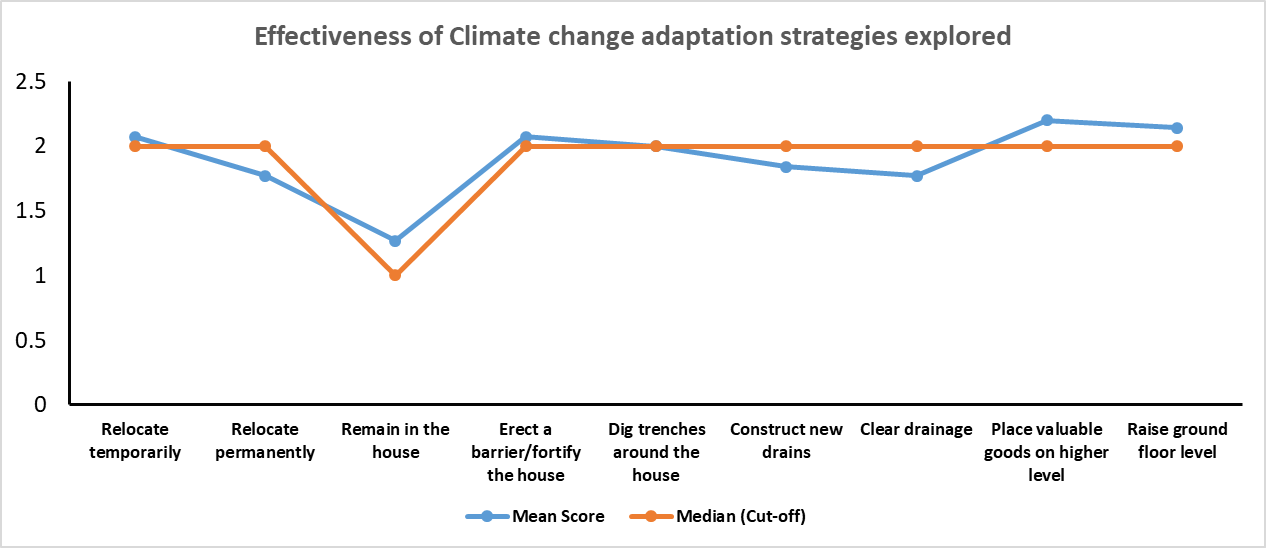 Effectiveness of Climate change adaptation strategies explored
2.5
2
1.5
1
0.5
0
Relocate
temporarily
Relocate
permanently
Remain in the
house
Erect a
barrier/fortify
the house
Dig trenches
around the
house
Construct new
drains
Clear drainage
Place valuable
goods on higher
level
Raise ground
floor level
Mean Score
Median (Cut-off)